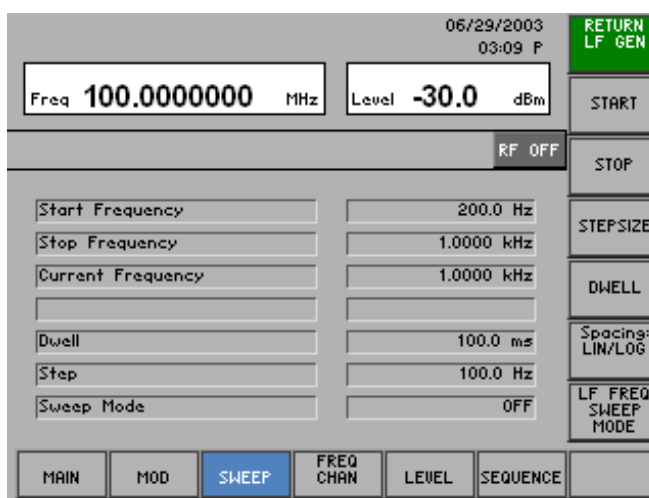 06/29/2003
03:09 P
Freq 100.0000000 MHz
Level -30.0 dBm
RF OFF
Start Frequency 200.0 Hz
Stop Frequency 1.0000 kHz
Current Frequency 1.0000 kHz
Dwell 100.0 ms
Step 100.0 Hz
Sweep Mode OFF
RETURN
LF GEN
START
STOP
STEPSIZE
DWELL
Spacing:
LIN/LOG
LF FREQ
SWEEP
MODE
MAIN
MOD
SWEEP
FREQ
CHAN
LEVEL
SEQUENCE